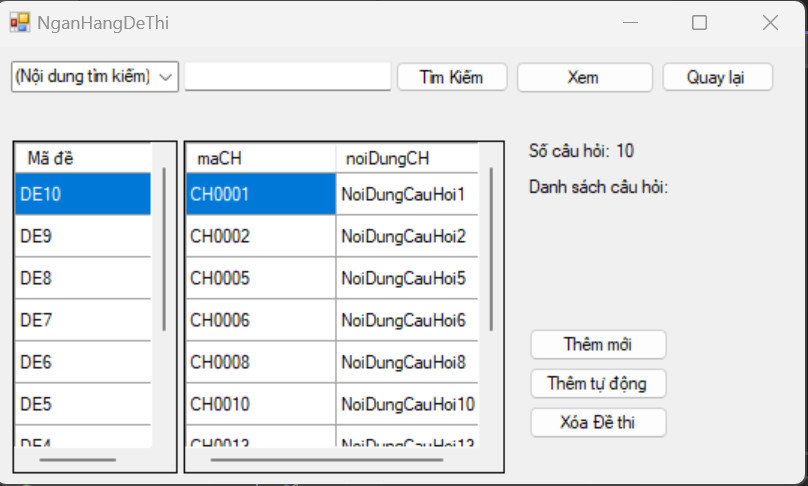 NganHangDeThi
(Nội dung tìm kiếm) Tìm Kiếm Xem Quay lại
Mã đề
DE10
DE9
DE8
DE7
DE6
DE5
DE4
maCH noiDungCH
CH0001 NoiDungCauHoi1
CH0002 NoiDungCauHoi2
CH0005 NoiDungCauHoi5
CH0006 NoiDungCauHoi6
CH0008 NoiDungCauHoi8
CH0010 NoiDungCauHoi10
CH0013 NoiDungCauHoi13
Số câu hỏi: 10
Danh sách câu hỏi:
Thêm mới
Thêm tự động
Xóa Đề thi